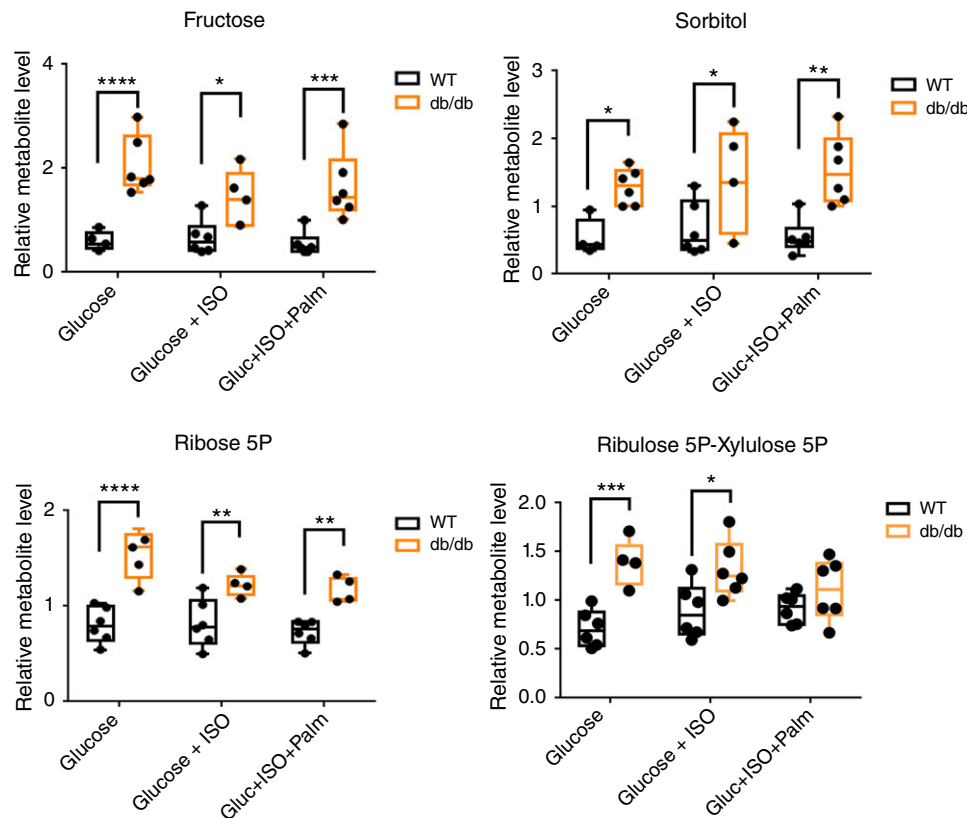 Fructose
Relative metabolite level
4
2
0
****
*
***
WT
db/db
Glucose
Glucose + ISO
Gluc+ISO+Palm
Sorbitol
Relative metabolite level
3
2
1
0
*
*
**
WT
db/db
Glucose
Glucose + ISO
Gluc+ISO+Palm
Ribose 5P
Relative metabolite level
2
1
0
****
**
**
WT
db/db
Glucose
Glucose + ISO
Gluc+ISO+Palm
Ribulose 5P-Xylulose 5P
Relative metabolite level
2.0
1.5
1.0
0.5
0.0
***
*
WT
db/db
Glucose
Glucose + ISO
Gluc+ISO+Palm